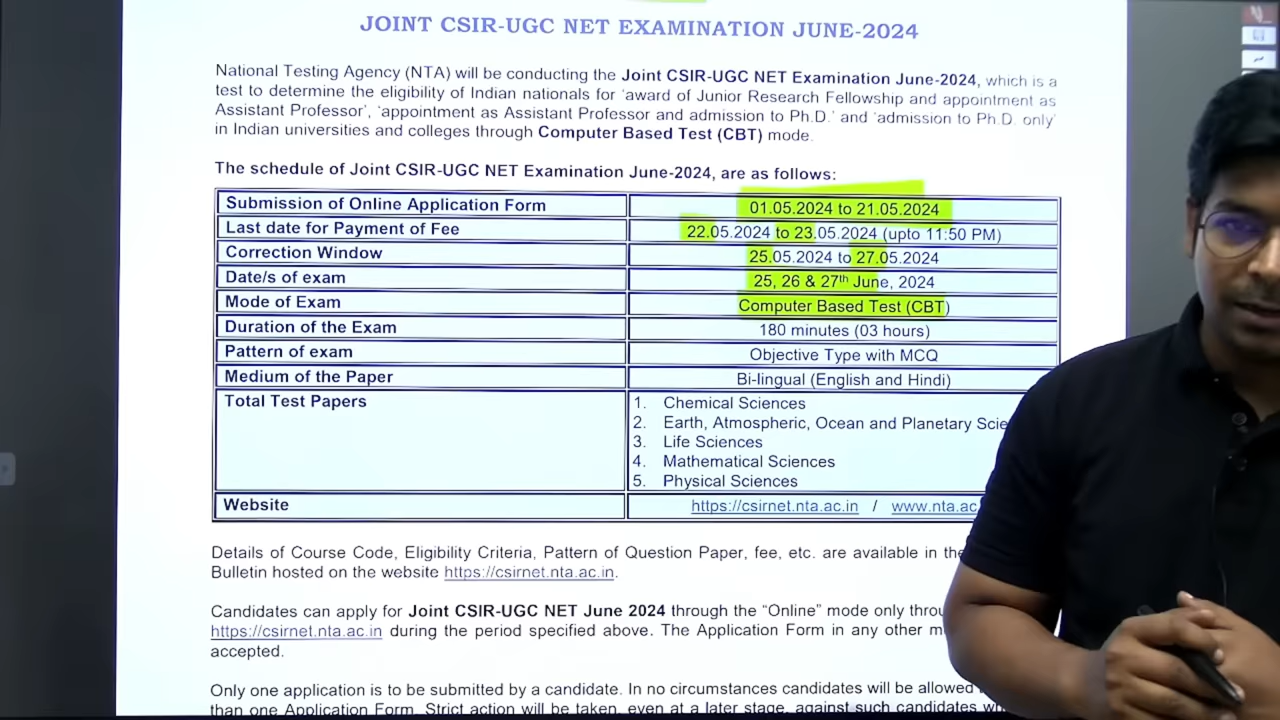 JOINT CSIR-UGC NET EXAMINATION JUNE-2024
National Testing Agency (NTA) will be conducting the Joint CSIR-UGC NET Examination June-2024, which is a
test to determine the eligibility of Indian nationals for 'award of Junior Research Fellowship and appointment as
Assistant Professor', 'appointment as Assistant Professor and admission to Ph.D.' and 'admission to Ph.D. only'
in Indian universities and colleges through Computer Based Test (CBT) mode.
The schedule of Joint CSIR-UGC NET Examination June-2024, are as follows:
Submission of Online Application Form 01.05.2024 to 21.05.2024
Last date for Payment of Fee 22.05.2024 to 23.05.2024 (upto 11:50 PM)
Correction Window 25.05.2024 to 27.05.2024
Date/s of exam 25, 26 & 27th June, 2024
Mode of Exam Computer Based Test (CBT)
Duration of the Exam 180 minutes (03 hours)
Pattern of exam Objective Type with MCQ
Medium of the Paper Bi-lingual (English and Hindi)
Total Test Papers 1. Chemical Sciences
2. Earth, Atmospheric, Ocean and Planetary Scie
3. Life Sciences
4. Mathematical Sciences
5. Physical Sciences
Website https://csirnet.nta.ac.in / www.nta.ac
Details of Course Code, Eligibility Criteria, Pattern of Question Paper, fee, etc. are available in the
Bulletin hosted on the website https://csirnet.nta.ac.in.
Candidates can apply for Joint CSIR-UGC NET June 2024 through the "Online" mode only throu
https://csirnet.nta.ac.in during the period specified above. The Application Form in any other m
accepted.
Only one application is to be submitted by a candidate. In no circumstances candidates will be allowed
than one Application Form. Strict action will be taken, even at a later stage, against such candidates wh